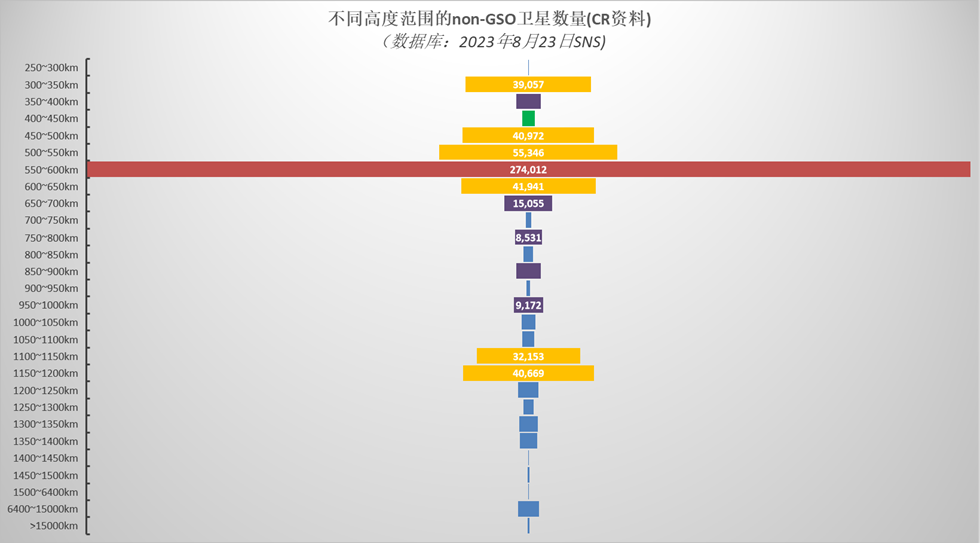 不同高度范围的non-GSO卫星数量(CR资料)
（数据库：2023年8月23日SNS)
250~300km
300~350km 39,057
350~400km
400~450km
450~500km 40,972
500~550km 55,346
550~600km 274,012
600~650km 41,941
650~700km 15,055
700~750km
750~800km 8,531
800~850km
850~900km
900~950km
950~1000km 9,172
1000~1050km
1050~1100km
1100~1150km 32,153
1150~1200km 40,669
1200~1250km
1250~1300km
1300~1350km
1350~1400km
1400~1450km
1450~1500km
1500~6400km
6400~15000km
>15000km